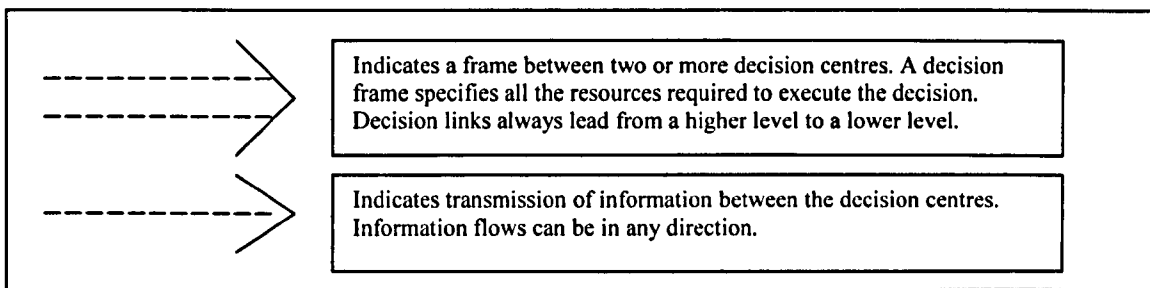 Indicates a frame between two or more decision centres. A decision
frame specifies all the resources required to execute the decision.
Decision links always lead from a higher level to a lower level.
Indicates transmission of information between the decision centres.
Information flows can be in any direction.